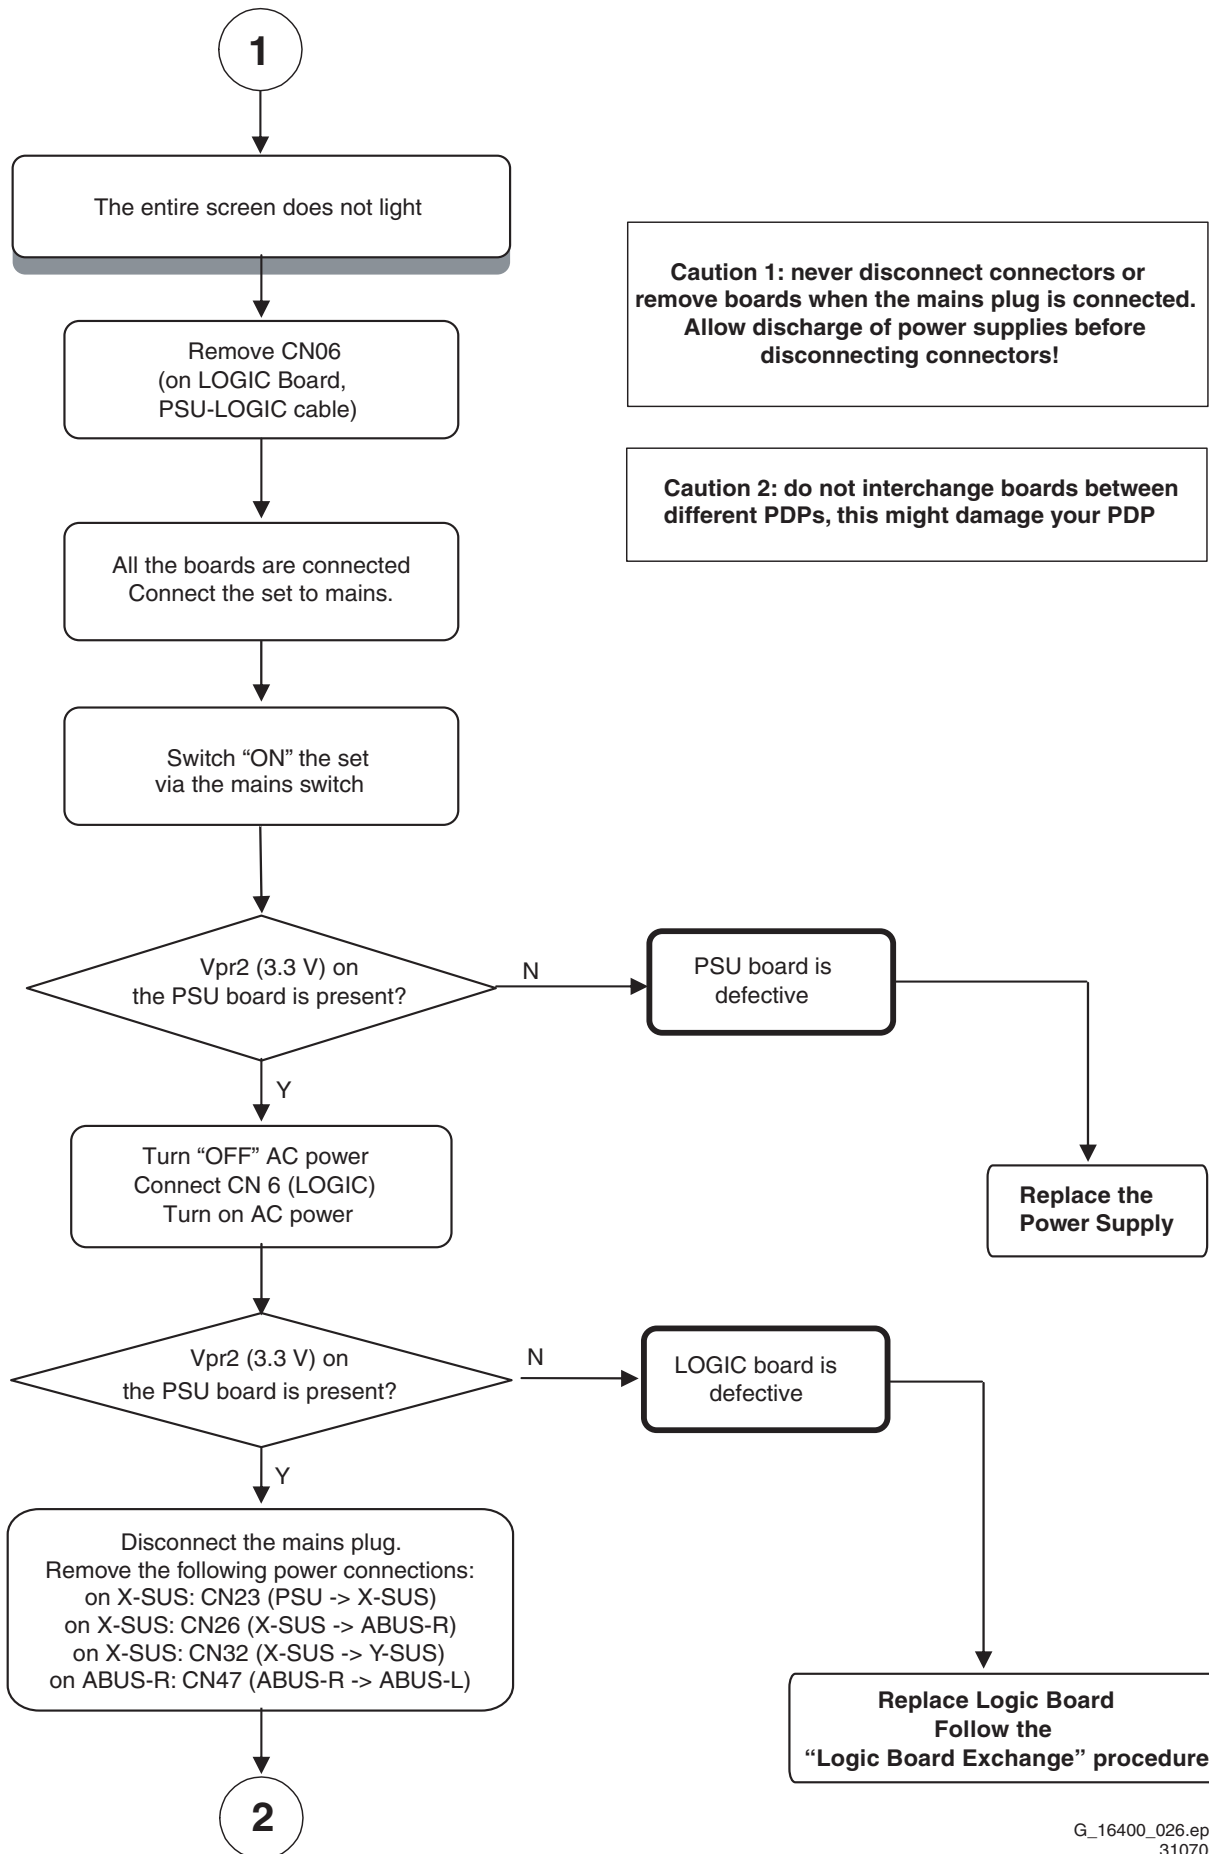 1
The entire screen does not light
Caution 1: never disconnect connectors or
remove boards when the mains plug is connected.
Allow discharge of power supplies before
disconnecting connectors!
Remove CN06
(on LOGIC Board,
PSU-LOGIC cable)
Caution 2: do not interchange boards between
different PDPs, this might damage your PDP
All the boards are connected
Connect the set to mains.
Switch “ON” the set
via the mains switch
Vpr2 (3.3 V) on
the PSU board is present?
N
PSU board is
defective
Y
Turn “OFF” AC power
Connect CN 6 (LOGIC)
Turn on AC power
Replace the
Power Supply
Vpr2 (3.3 V) on
the PSU board is present?
N
LOGIC board is
defective
Y
Disconnect the mains plug.
Remove the following power connections:
on X-SUS: CN23 (PSU -> X-SUS)
on X-SUS: CN26 (X-SUS -> ABUS-R)
on X-SUS: CN32 (X-SUS -> Y-SUS)
on ABUS-R: CN47 (ABUS-R -> ABUS-L)
Replace Logic Board
Follow the
“Logic Board Exchange” procedure
2
G_16400_026.ep
31070